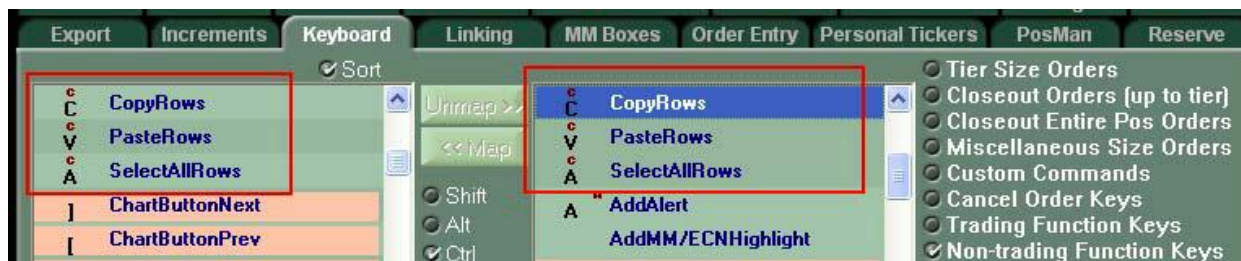 Export Increments Keyboard Linking MM Boxes Order Entry Personal Tickers PosMan Reserve
Sort
c C CopyRows
c V PasteRows
c A SelectAllRows
] ChartButtonNext
[ ChartButtonPrev
Unmap >>
<< Map
Shift
Alt
Ctrl
c C CopyRows
c V PasteRows
c A SelectAllRows
A " AddAlert
AddMM/ECNHighlight
Tier Size Orders
Closeout Orders (up to tier)
Closeout Entire Pos Orders
Miscellaneous Size Orders
Custom Commands
Cancel Order Keys
Trading Function Keys
Non-trading Function Keys